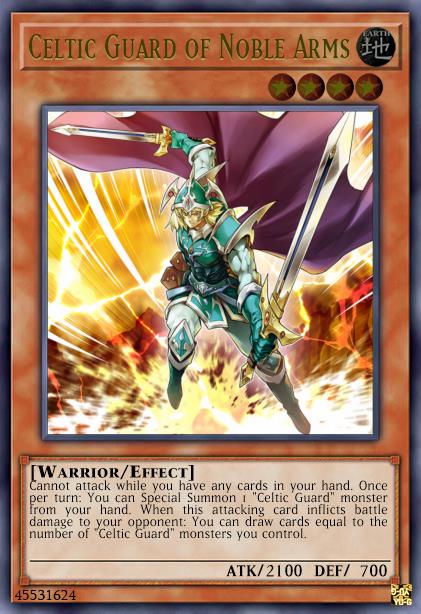 Celtic Guard of Noble Arms
EARTH
地
[Warrior/Effect]
Cannot attack while you have any cards in your hand. Once
per turn: You can Special Summon 1 "Celtic Guard" monster
from your hand. When this attacking card inflicts battle
damage to your opponent: You can draw cards equal to the
number of "Celtic Guard" monsters you control.
ATK/2100 DEF/ 700
45531624